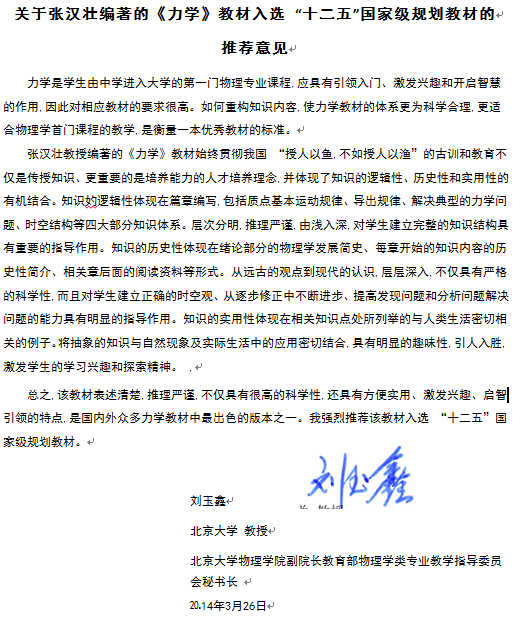 关于张汉壮编著的《力学》教材入选 “十二五”国家级规划教材的
推荐意见
力学是学生由中学进入大学的第一门物理专业课程, 应具有引领入门、激发兴趣和开启智慧
的作用, 因此对相应教材的要求很高。如何重构知识内容, 使力学教材的体系更为科学合理, 更适
合物理学首门课程的教学, 是衡量一本优秀教材的标准。
张汉壮教授编著的《力学》教材始终贯彻我国 “授人以鱼, 不如授人以渔”的古训和教育不
仅是传授知识、更重要的是培养能力的人才培养理念, 并体现了知识的逻辑性、历史性和实用性的
有机结合。知识的逻辑性体现在篇章编写, 包括质点基本运动规律、导出规律、解决典型的力学问
题、时空结构等四大部分知识体系。层次分明, 推理严谨, 由浅入深, 对学生建立完整的知识结构具
有重要的指导作用。知识的历史性体现在绪论部分的物理学发展简史、每章开始的知识内容的历
史性简介、相关章后面的阅读资料等形式。从远古的观点到现代的认识, 层层深入, 不仅具有严格
的科学性, 而且对学生建立正确的时空观、从逐步修正中不断进步、提高发现问题和分析问题解决
问题的能力具有明显的指导作用。知识的实用性体现在相关知识点处所列举的与人类生活密切相
关的例子。将抽象的知识与自然现象及实际生活中的应用密切结合, 具有明显的趣味性, 引人入胜,
激发学生的学习兴趣和探索精神。 .
总之, 该教材表述清楚, 推理严谨, 不仅具有很高的科学性, 还具有方便实用、激发兴趣、启智
引领的特点, 是国内外众多力学教材中最出色的版本之一。我强烈推荐该教材入选 “十二五”国
家级规划教材。
刘玉鑫
刘玉鑫
北京大学 教授
北京大学物理学院副院长教育部物理学类专业教学指导委员
会秘书长
2014年3月26日